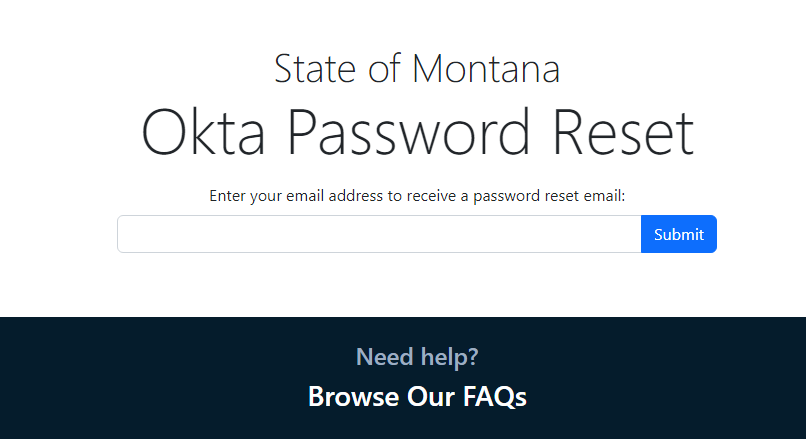 State of Montana
Okta Password Reset
Enter your email address to receive a password reset email:
Submit
Need help?
Browse Our FAQs